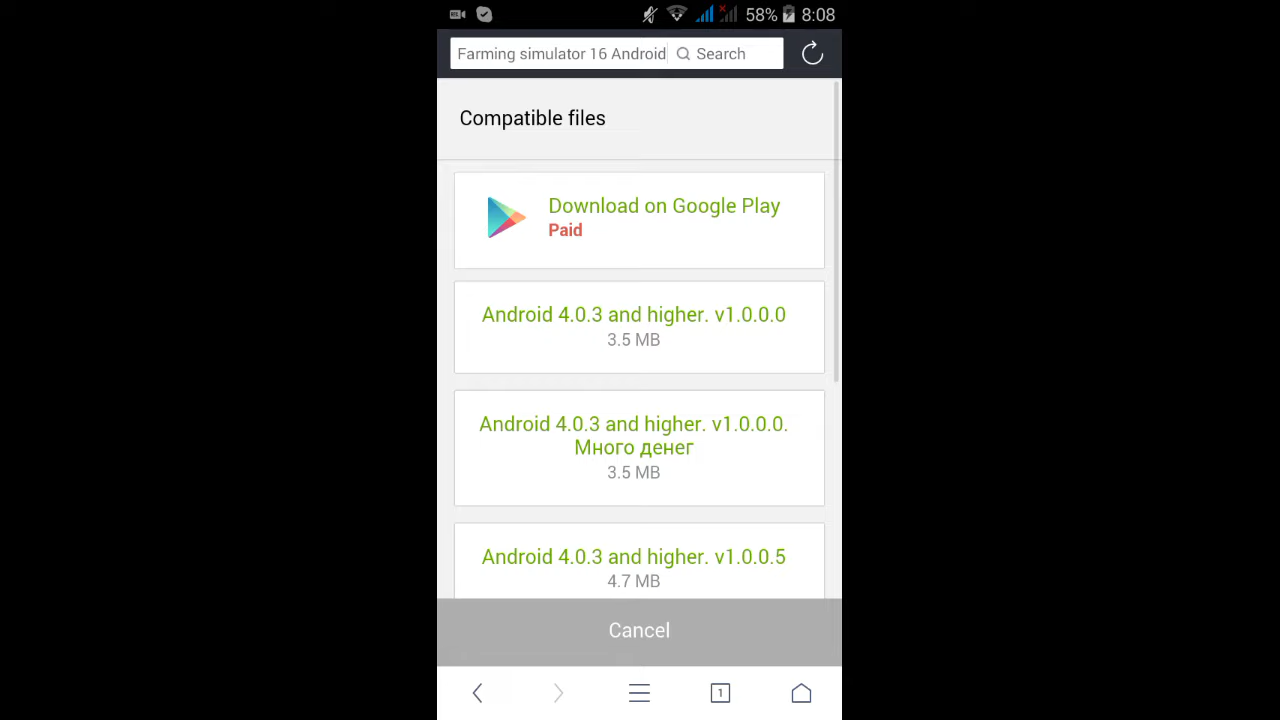 58% 8:08
Farming simulator 16 Android Search
Compatible files
Download on Google Play
Paid
Android 4.0.3 and higher. v1.0.0.0
3.5 MB
Android 4.0.3 and higher. v1.0.0.0.
Много денег
3.5 MB
Android 4.0.3 and higher. v1.0.0.5
4.7 MB
Cancel
1